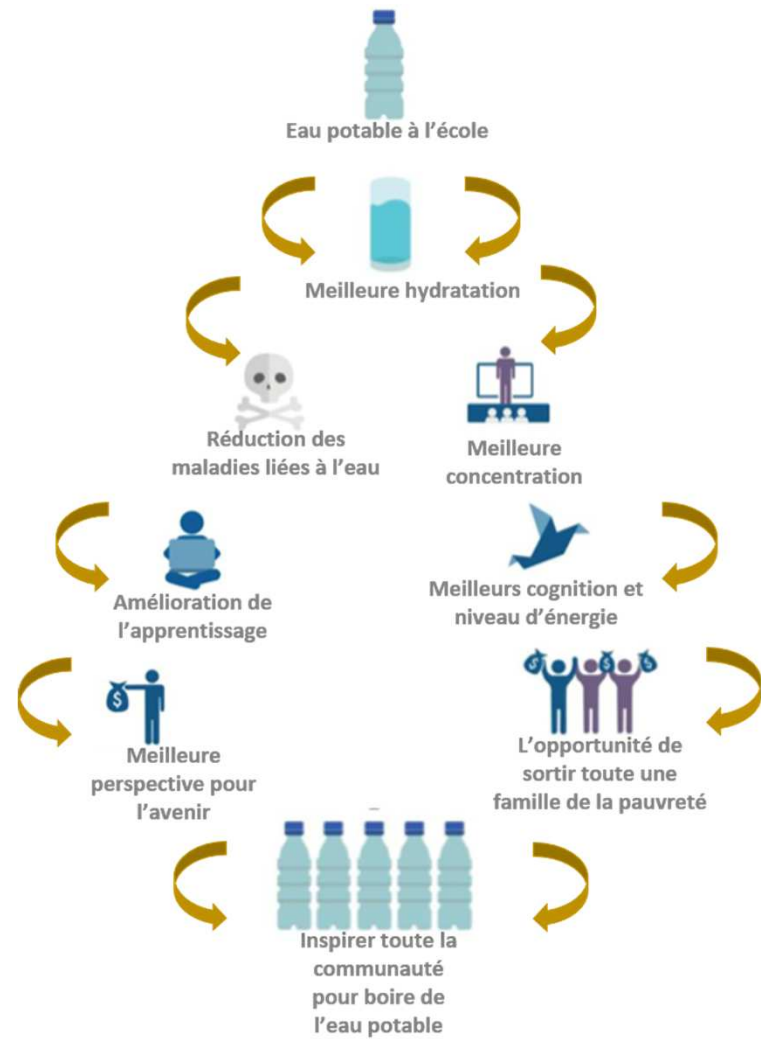 Eau potable à l'école
Meilleure hydratation
Réduction des
maladies liées à l'eau
Meilleure
concentration
Amélioration de
l'apprentissage
Meilleurs cognition et
niveau d'énergie
$
Meilleure
perspective pour
l'avenir
$ $ $
L'opportunité de
sortir toute une
famille de la pauvreté
Inspirer toute la
communauté
pour boire de
l'eau potable